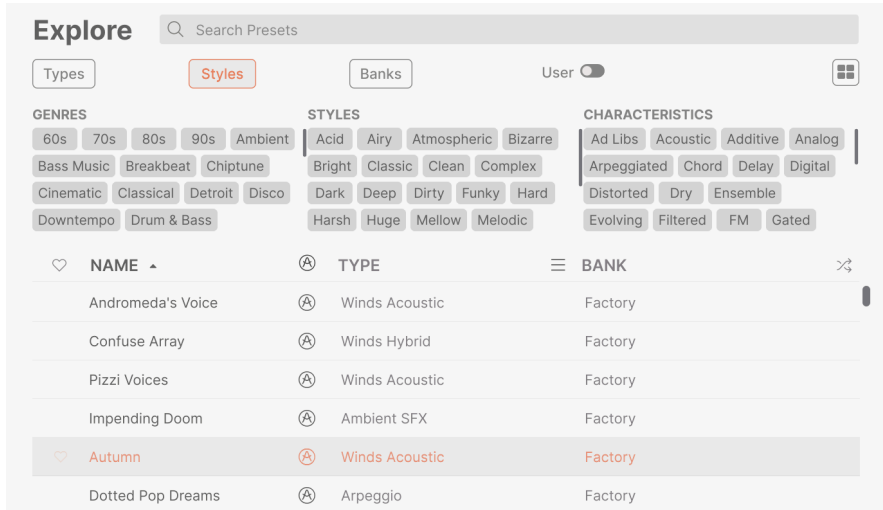 Explore
Search Presets
Types Styles Banks User
GENRES STYLES CHARACTERISTICS
60s 70s 80s 90s Ambient Acid Airy Atmospheric Bizarre Ad Libs Acoustic Additive Analog
Bass Music Breakbeat Chiptune Bright Classic Clean Complex Arpeggiated Chord Delay Digital
Cinematic Classical Detroit Disco Dark Deep Dirty Funky Hard Distorted Dry Ensemble
Downtempo Drum & Bass Harsh Huge Mellow Melodic Evolving Filtered FM Gated
NAME TYPE BANK
Andromeda's Voice Winds Acoustic Factory
Confuse Array Winds Hybrid Factory
Pizzi Voices Winds Acoustic Factory
Impending Doom Ambient SFX Factory
Autumn Winds Acoustic Factory
Dotted Pop Dreams Arpeggio Factory